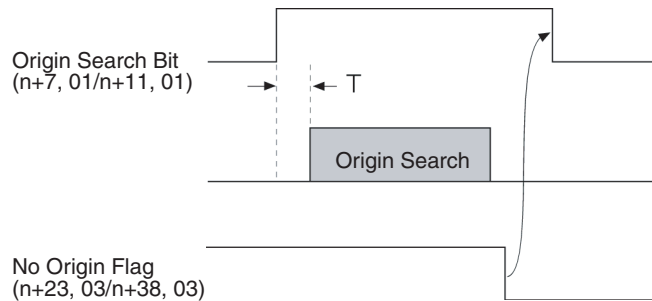 Origin Search Bit
(n+7, 01/n+11, 01)
T
Origin Search
No Origin Flag
(n+23, 03/n+38, 03)